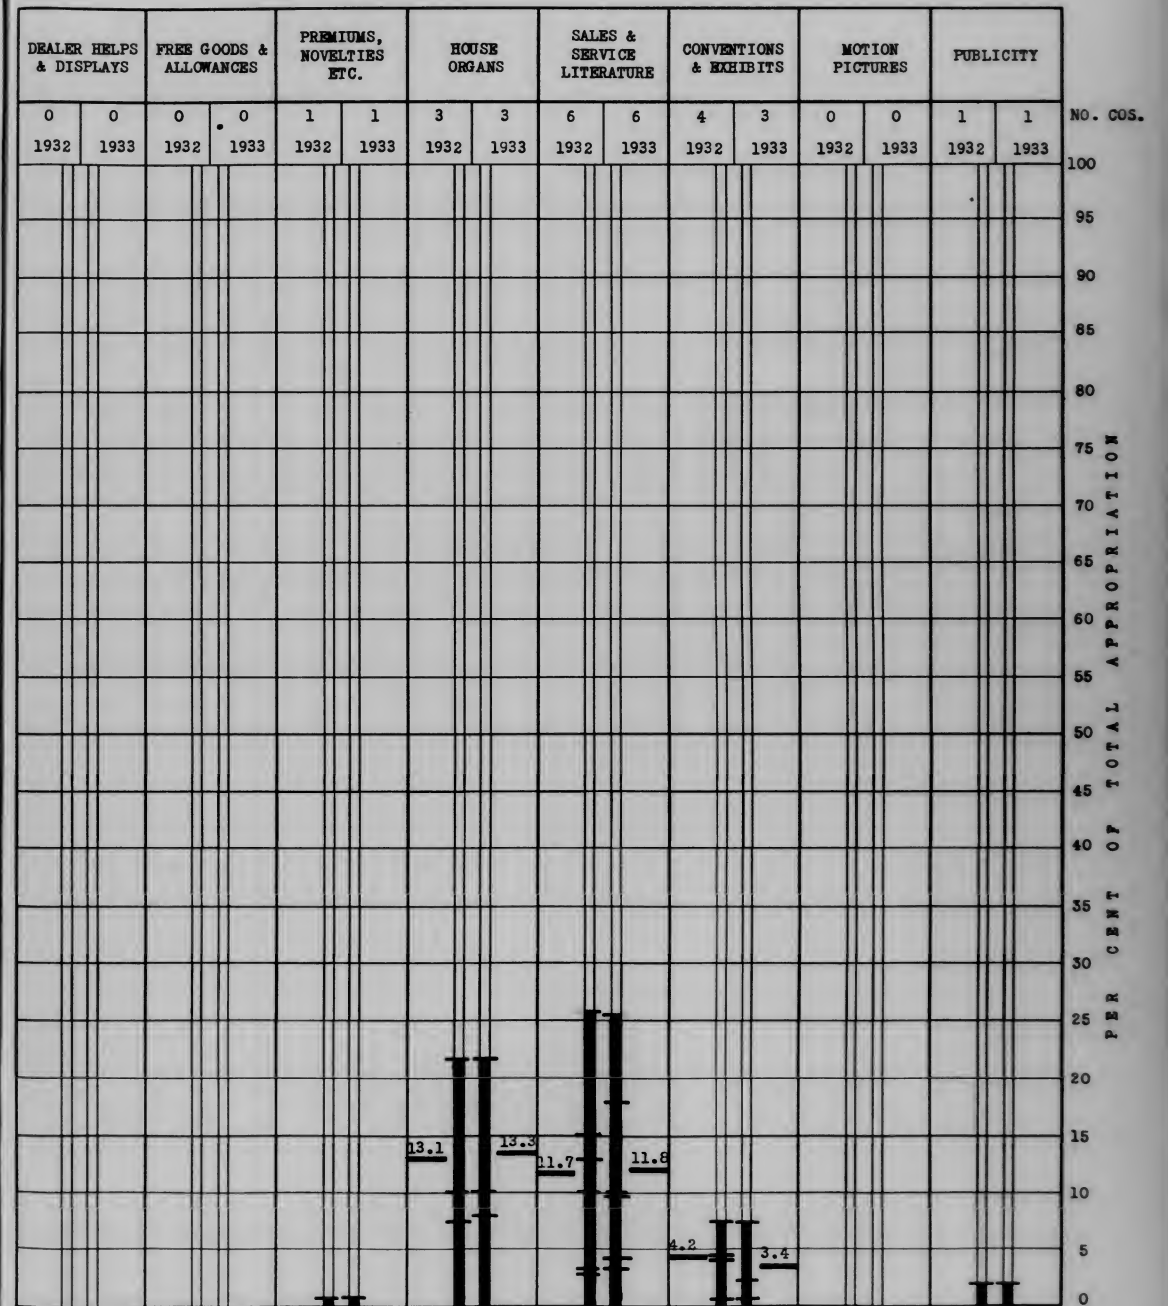 DEALER HELPS
& DISPLAYS
FREE GOODS &
ALLOWANCES
PREMIUMS,
NOVELTIES
ETC.
HOUSE
ORGANS
SALES &
SERVICE
LITERATURE
CONVENTIONS
& EXHIBITS
MOTION
PICTURES
PUBLICITY
0 0 0 0 1 1 3 3 6 6 4 3 0 0 1 1 NO. COS.
1932 1933 1932 1933 1932 1933 1932 1933 1932 1933 1932 1933 1932 1933 1932 1933
100
95
90
85
80
75
70
65
60
55
50
45
40
35
30
25
20
15
10
5
0
PER CENT OF TOTAL APPROPRIATION
13.1
13.3
11.7
11.8
4.2
3.4